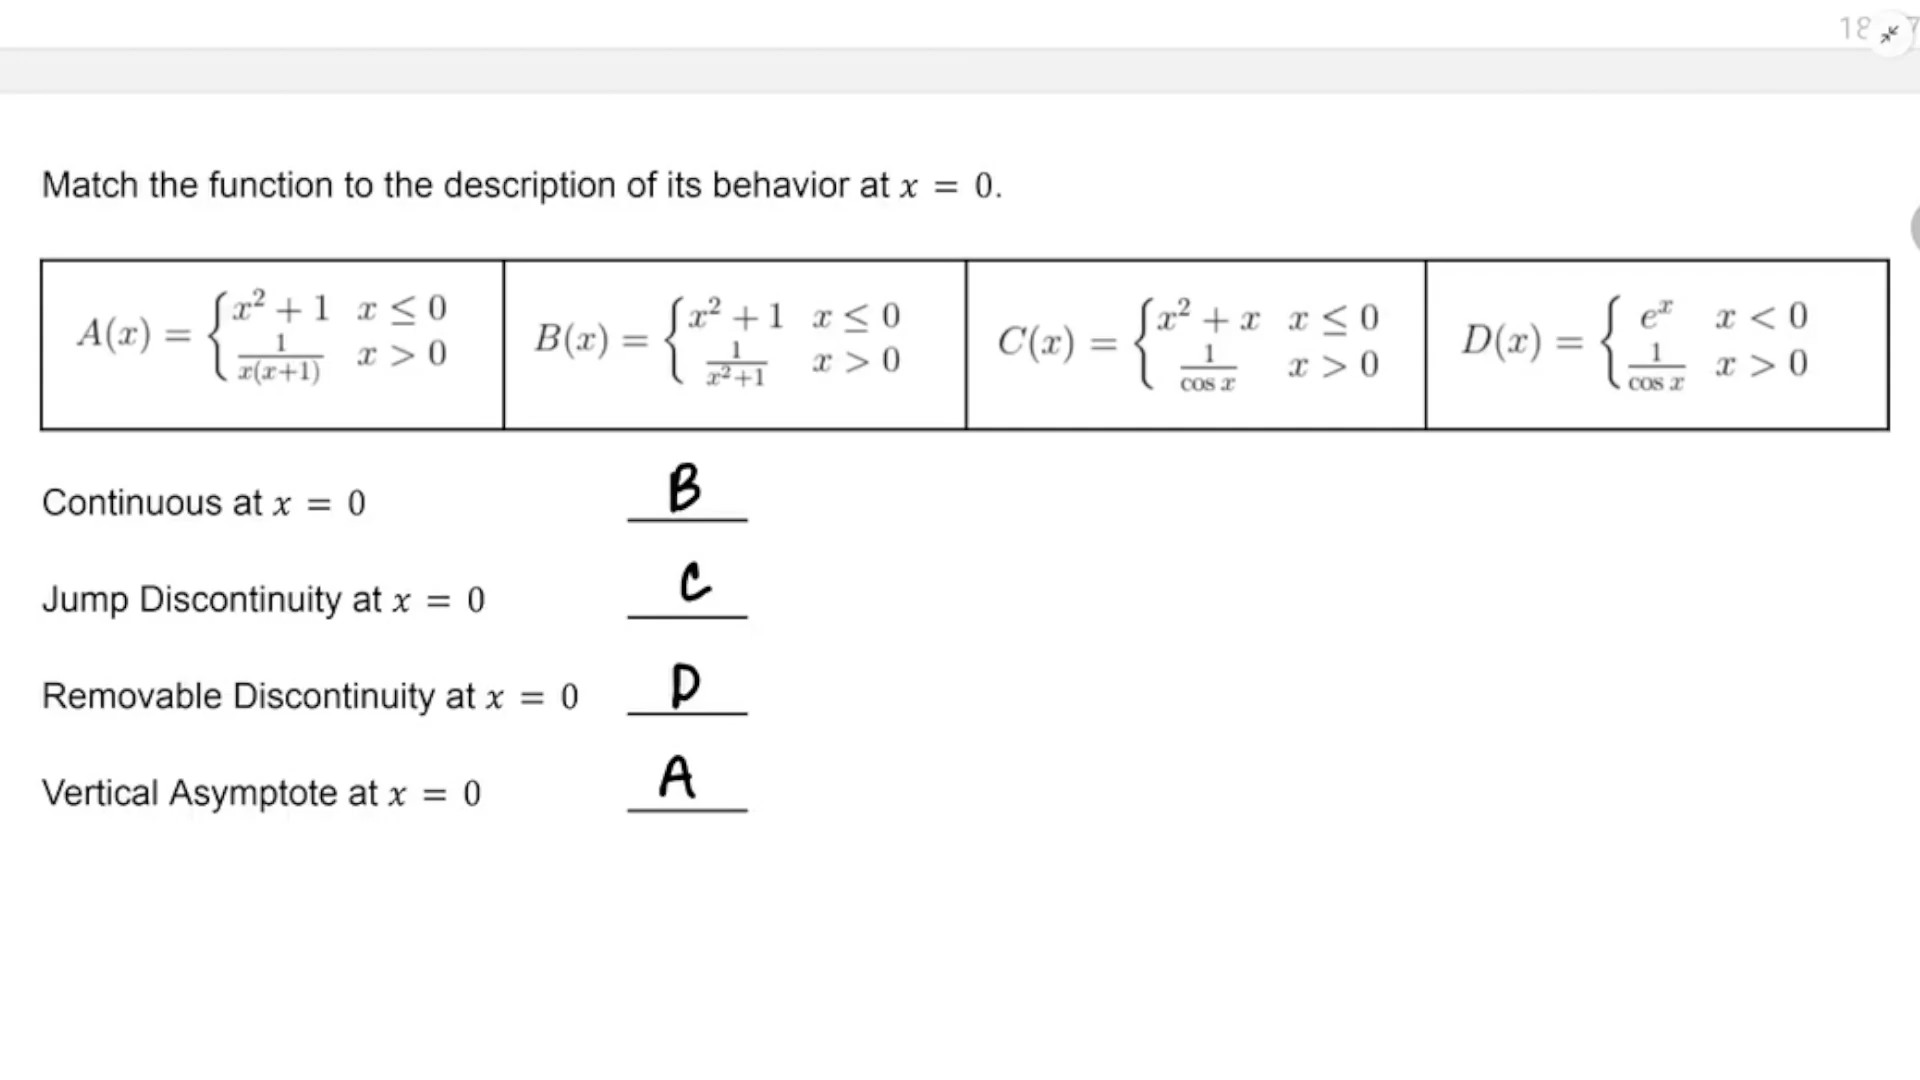 18
Match the function to the description of its behavior at x = 0.
A(x) = { x² + 1 x ≤ 0
1/(x(x+1)) x > 0
B(x) = { x² + 1 x ≤ 0
1/(x²+1) x > 0
C(x) = { x² + x x ≤ 0
1/(cos x) x > 0
D(x) = { eˣ x < 0
1/(cos x) x > 0
Continuous at x = 0 B
Jump Discontinuity at x = 0 C
Removable Discontinuity at x = 0 D
Vertical Asymptote at x = 0 A